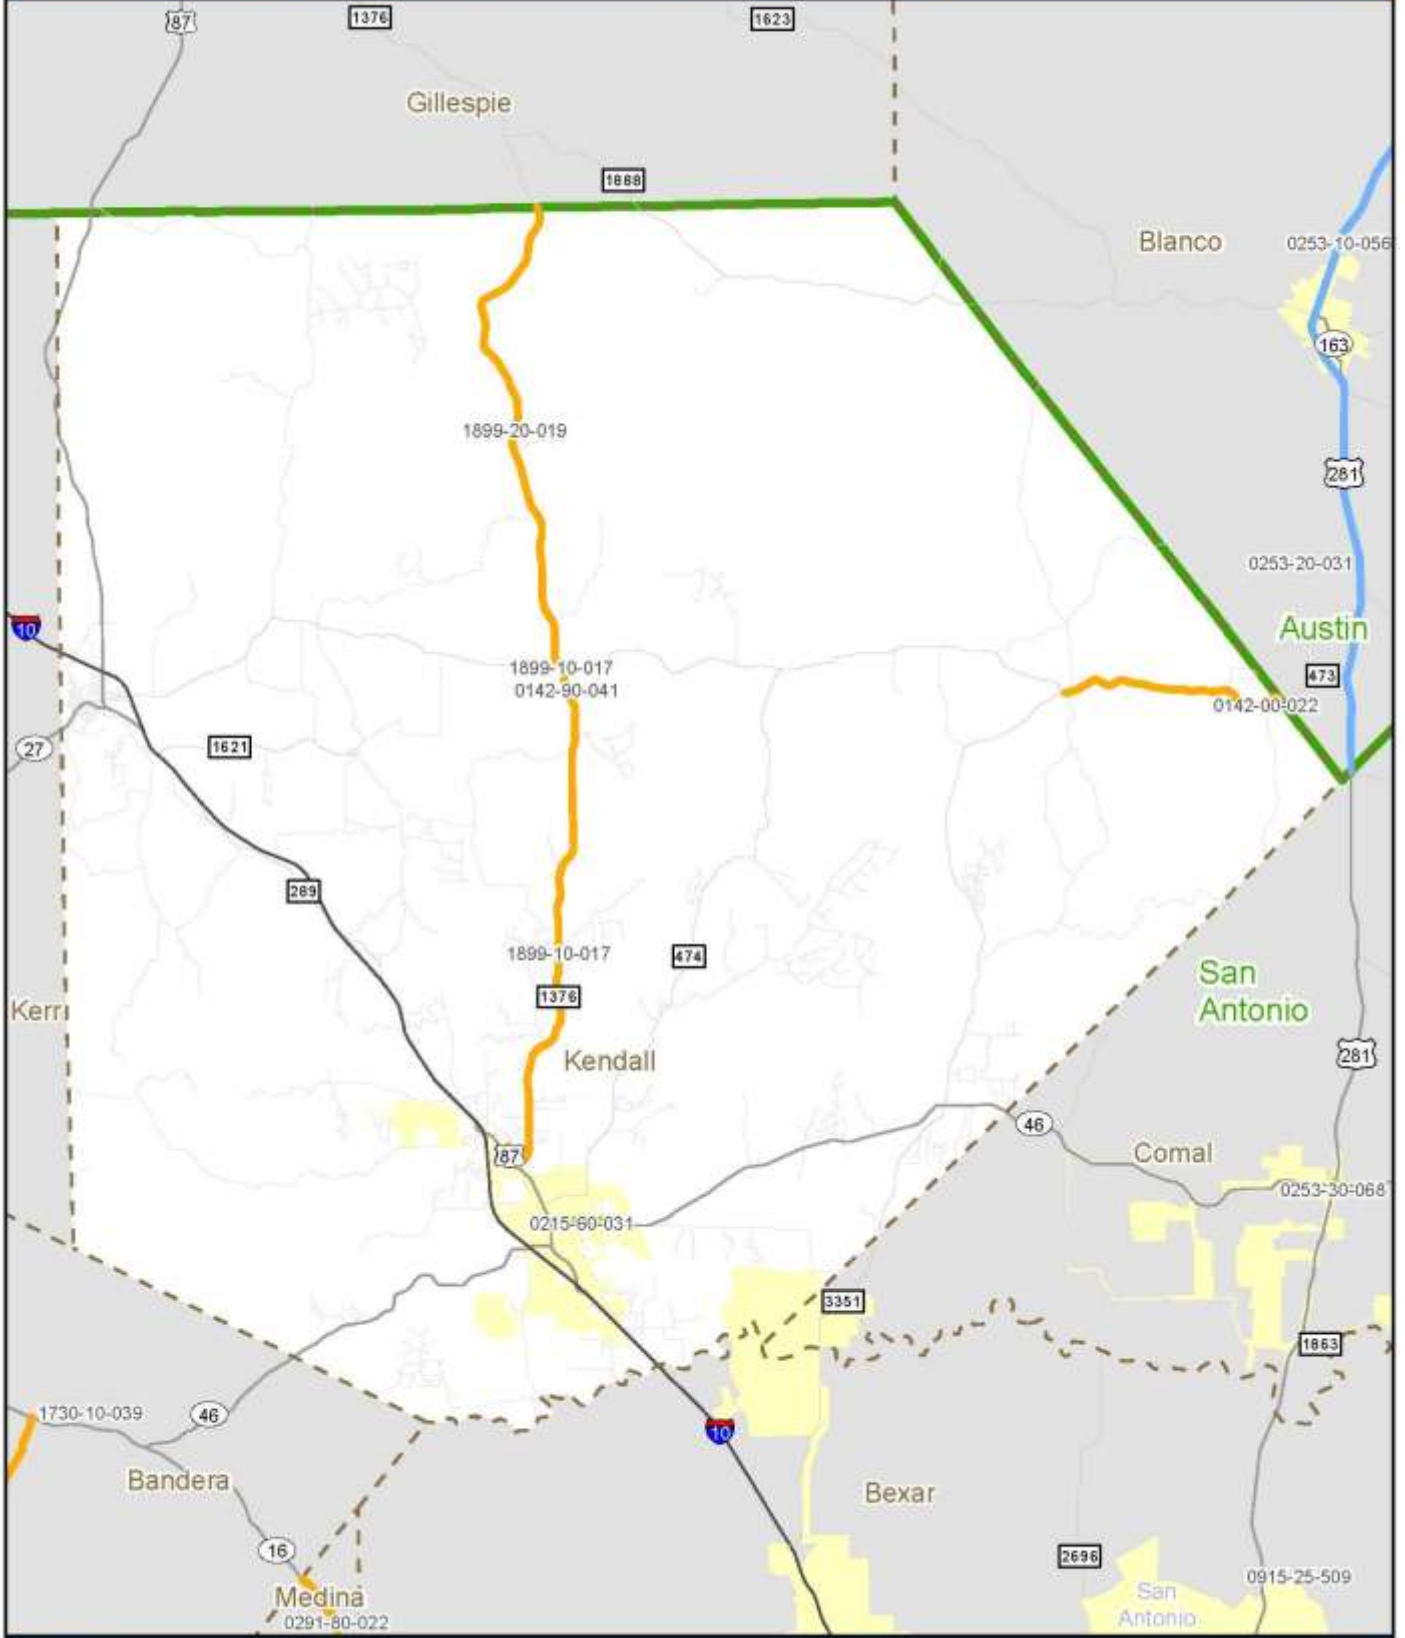 87
1376
1623
Gillespie
1888
Blanco
0253-10-056
163
1899-20-019
281
0253-20-031
Austin
10
1899-10-017
0142-90-041
473
0142-00-022
27
1621
289
1899-10-017
474
San
Antonio
1376
Kerr
Kendall
281
46
87
Comal
0253-30-068
0215-60-031
3351
1863
1730-10-039
46
10
Bandera
Bexar
16
2696
Medina
0291-80-022
0915-25-509
San
Antonio